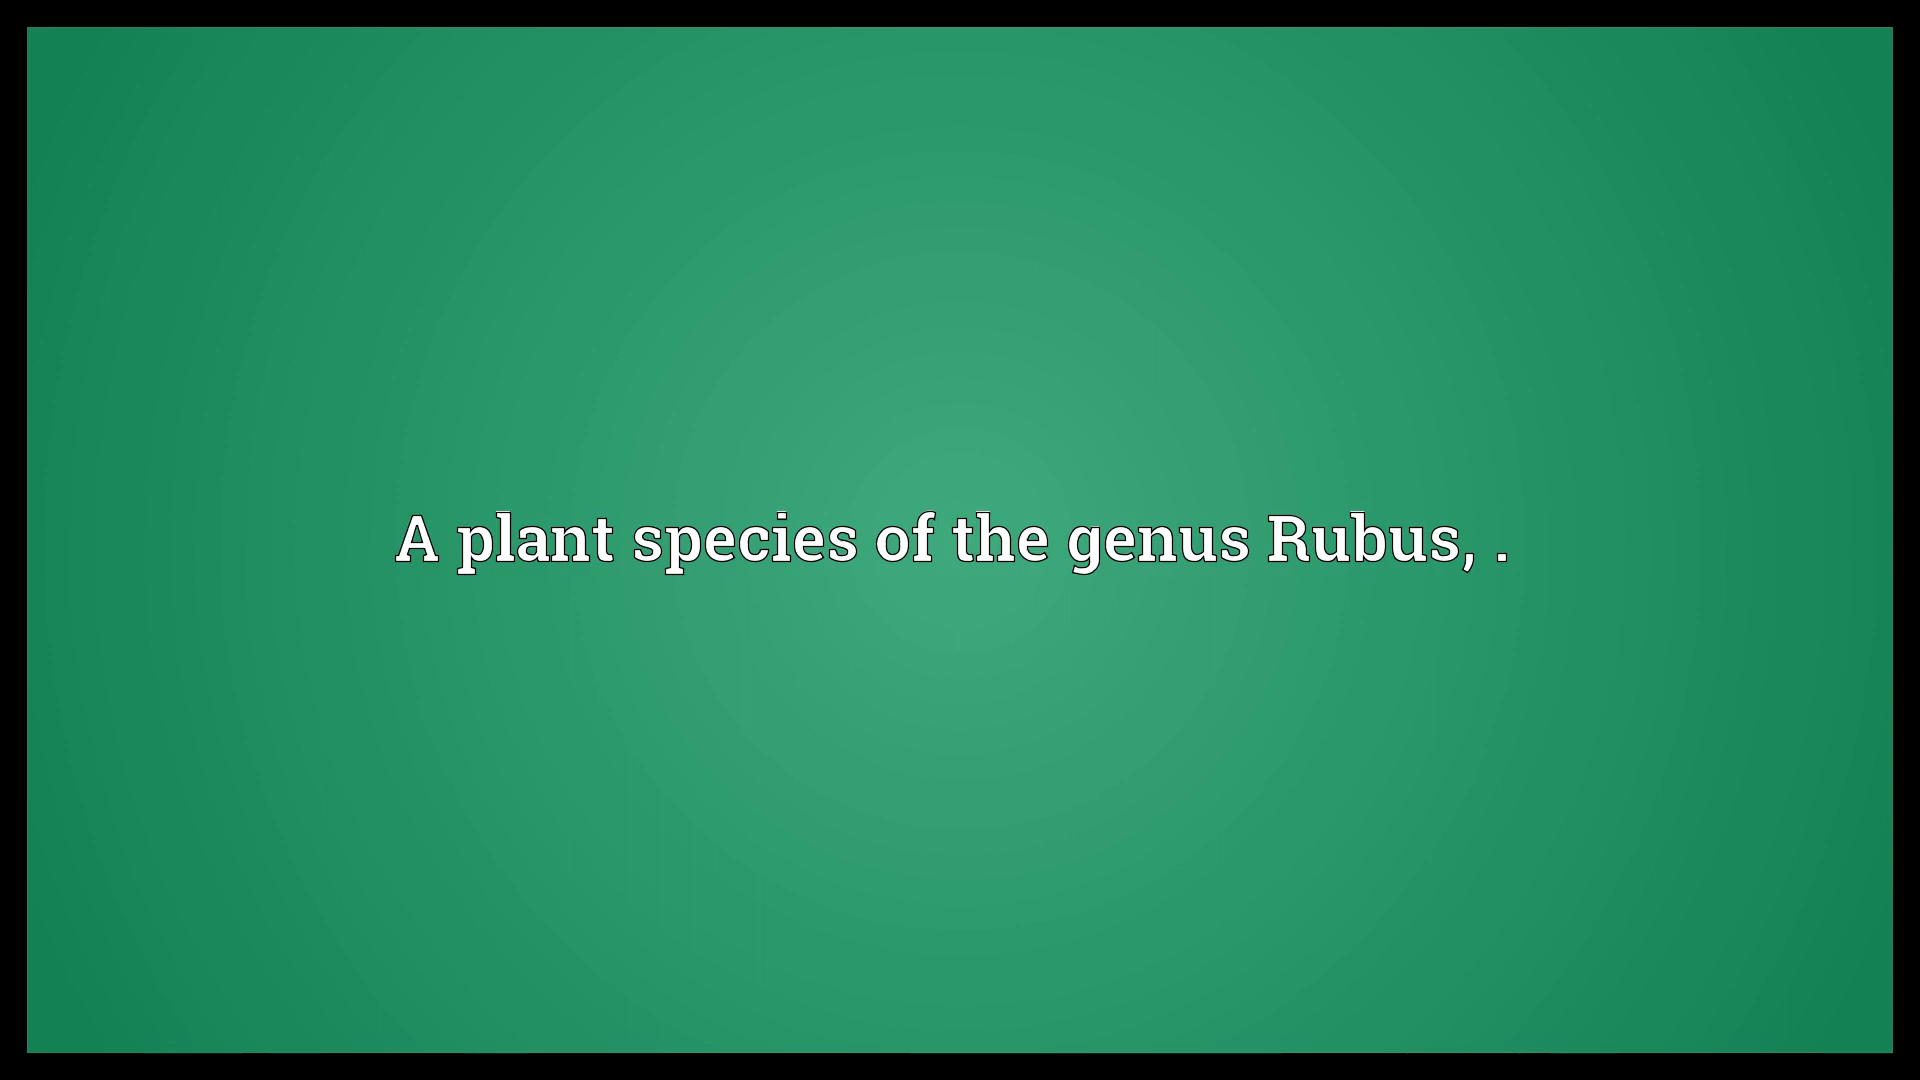 A plant species of the genus Rubus, .